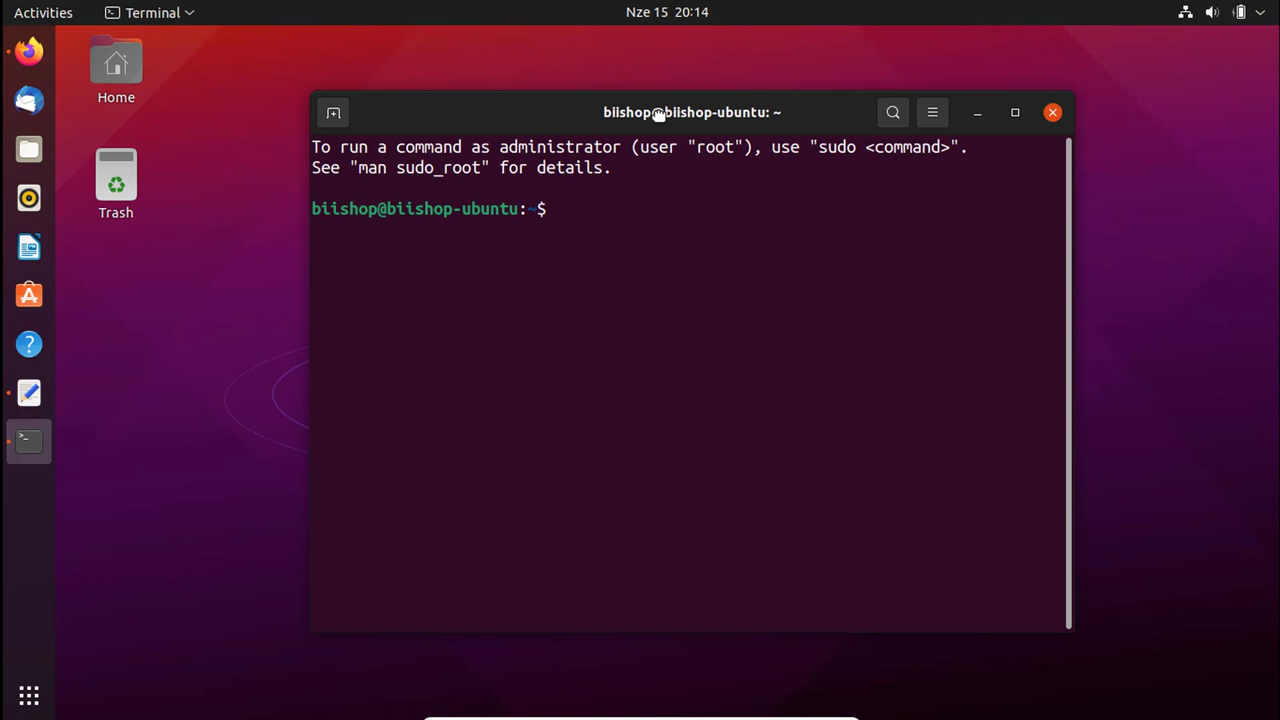 Activities
Terminal
Nze 15 20:14
Home
Trash
biishop@biishop-ubuntu: ~
To run a command as administrator (user "root"), use "sudo <command>".
See "man sudo_root" for details.
biishop@biishop-ubuntu:~$